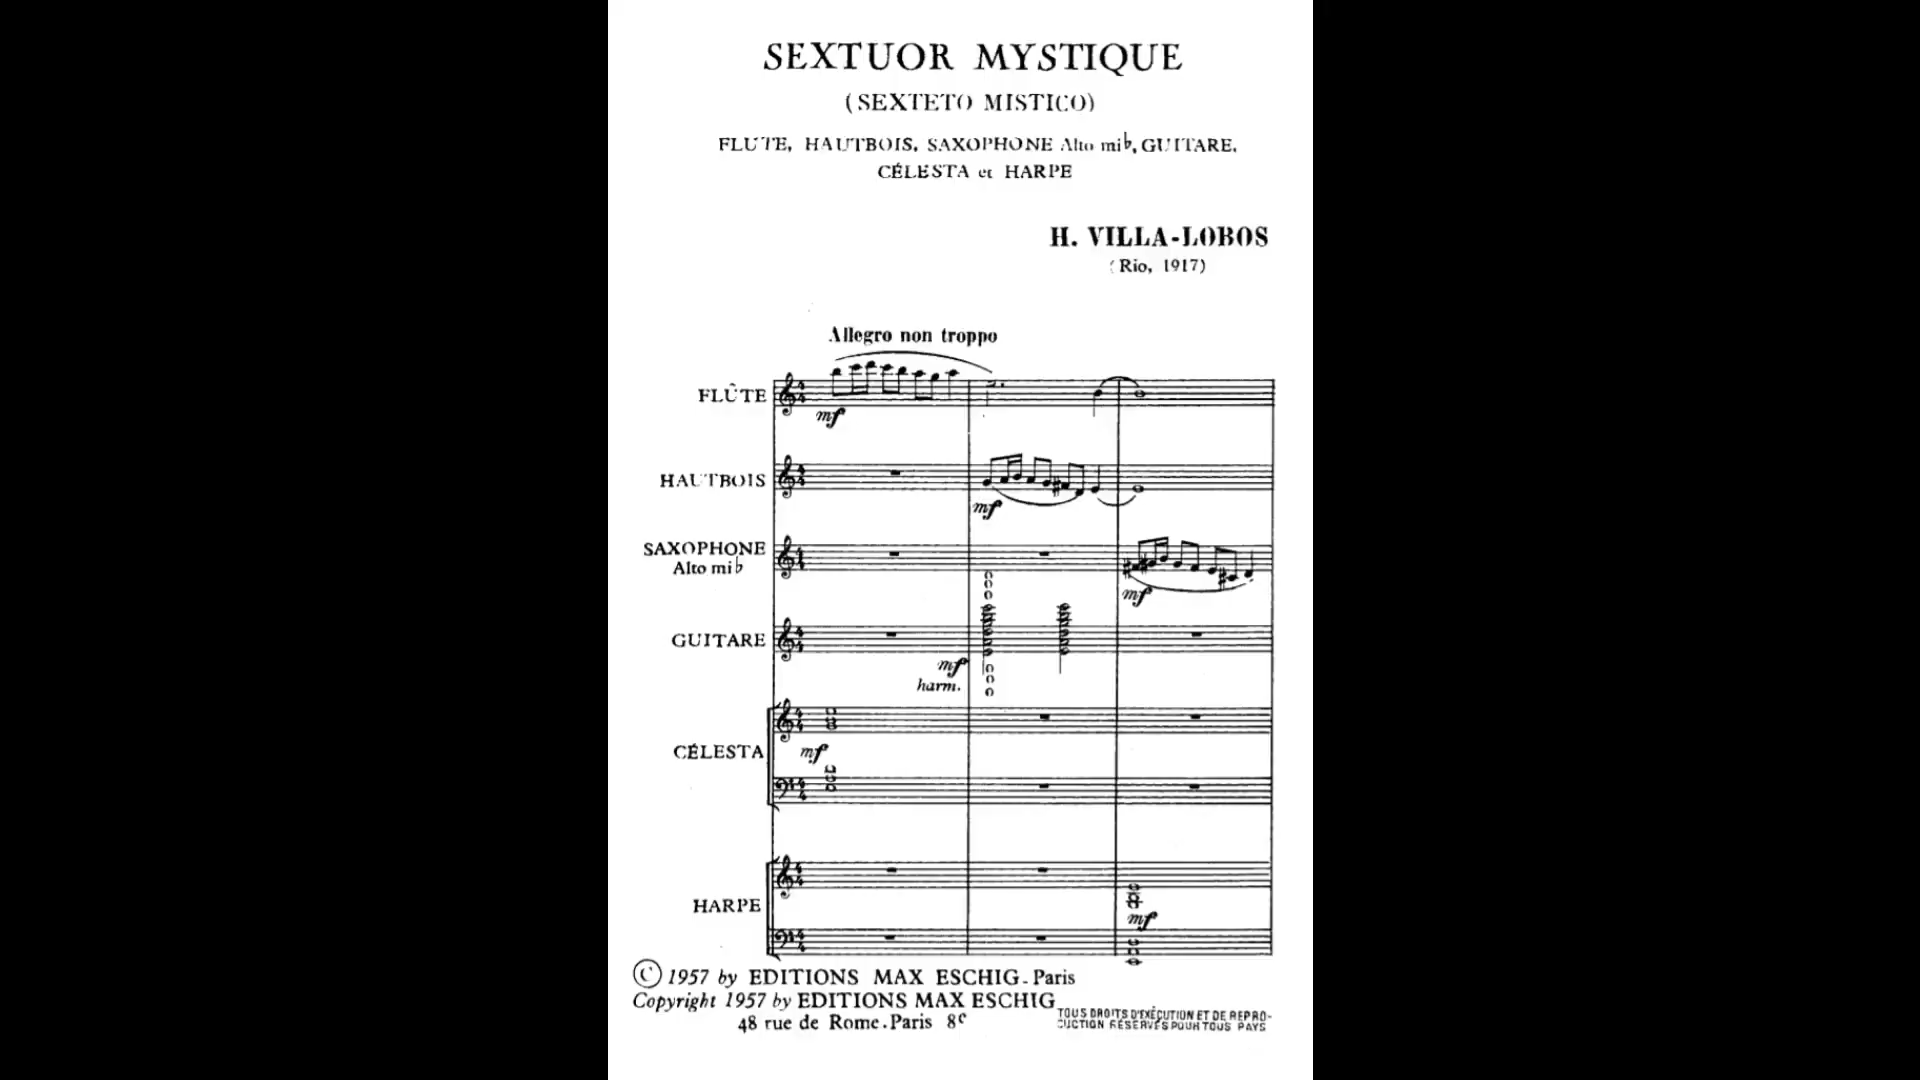 SEXTUOR MYSTIQUE
(SEXTETO MISTICO)
FLUTE, HAUTBOIS, SAXOPHONE Alto mi♭, GUITARE,
CÉLESTA et HARPE
H. VILLA-LOBOS
(Rio, 1917)
Allegro non troppo
FLÛTE
mf
HAUTBOIS
mf
SAXOPHONE
Alto mi♭
mf
GUITARE
mf
harm.
CÉLESTA
mf
HARPE
mf
© 1957 by EDITIONS MAX ESCHIG-Paris
Copyright 1957 by EDITIONS MAX ESCHIG
48 rue de Rome.Paris 8e
TOUS DROITS D'EXÉCUTION ET DE REPRO-
DUCTION RÉSERVÉS POUR TOUS PAYS